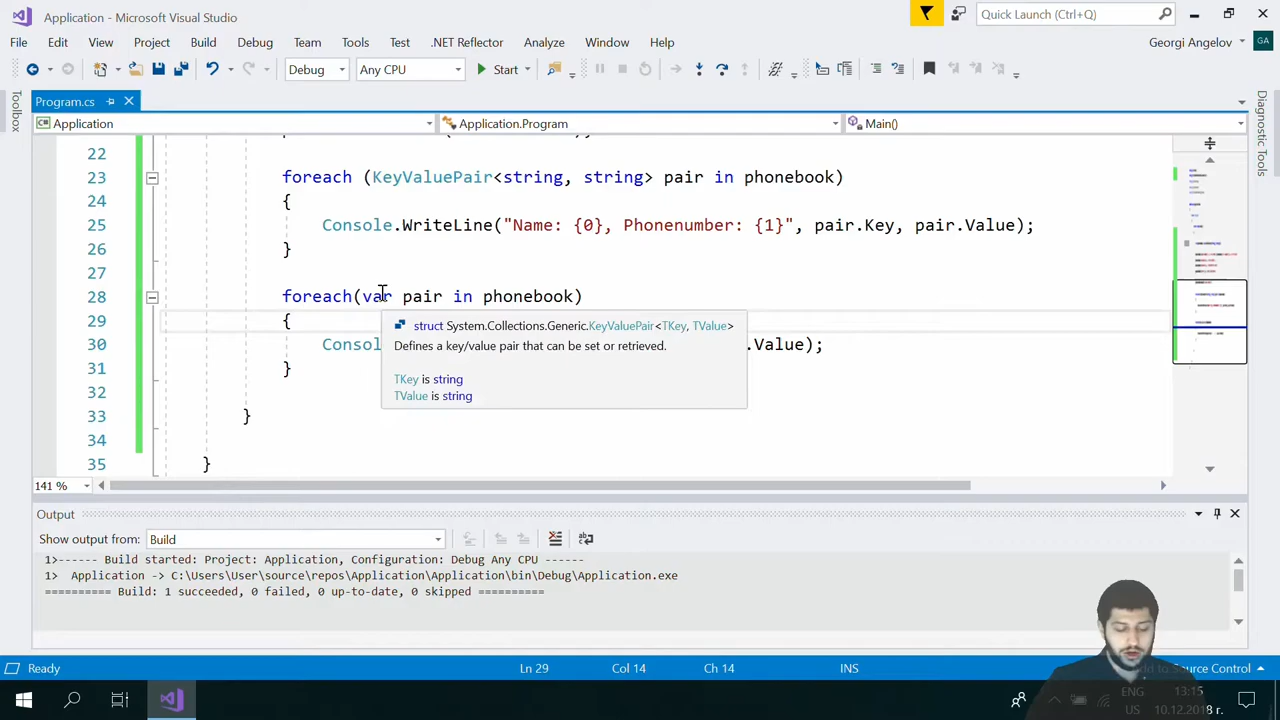 Application - Microsoft Visual Studio
Quick Launch (Ctrl+Q)
File Edit View Project Build Debug Team Tools Test .NET Reflector Analyze Window Help
Georgi Angelov GA
Debug Any CPU Start
Toolbox
Program.cs
Diagnostic Tools
Application Application.Program Main()
22
23 foreach (KeyValuePair<string, string> pair in phonebook)
24 {
25 Console.WriteLine("Name: {0}, Phonenumber: {1}", pair.Key, pair.Value);
26 }
27
28 foreach(var pair in phonebook)
29 {
struct System.Collections.Generic.KeyValuePair<TKey, TValue>
30 Consol .Value);
Defines a key/value pair that can be set or retrieved.
31 }
TKey is string
32
TValue is string
33 }
34
35 }
141 %
Output
Show output from: Build
1>------ Build started: Project: Application, Configuration: Debug Any CPU ------
1> Application -> C:\Users\User\source\repos\Application\Application\bin\Debug\Application.exe
========== Build: 1 succeeded, 0 failed, 0 up-to-date, 0 skipped ==========
Ready Ln 29 Col 14 Ch 14 INS to Source Control
ENG 13:15
US